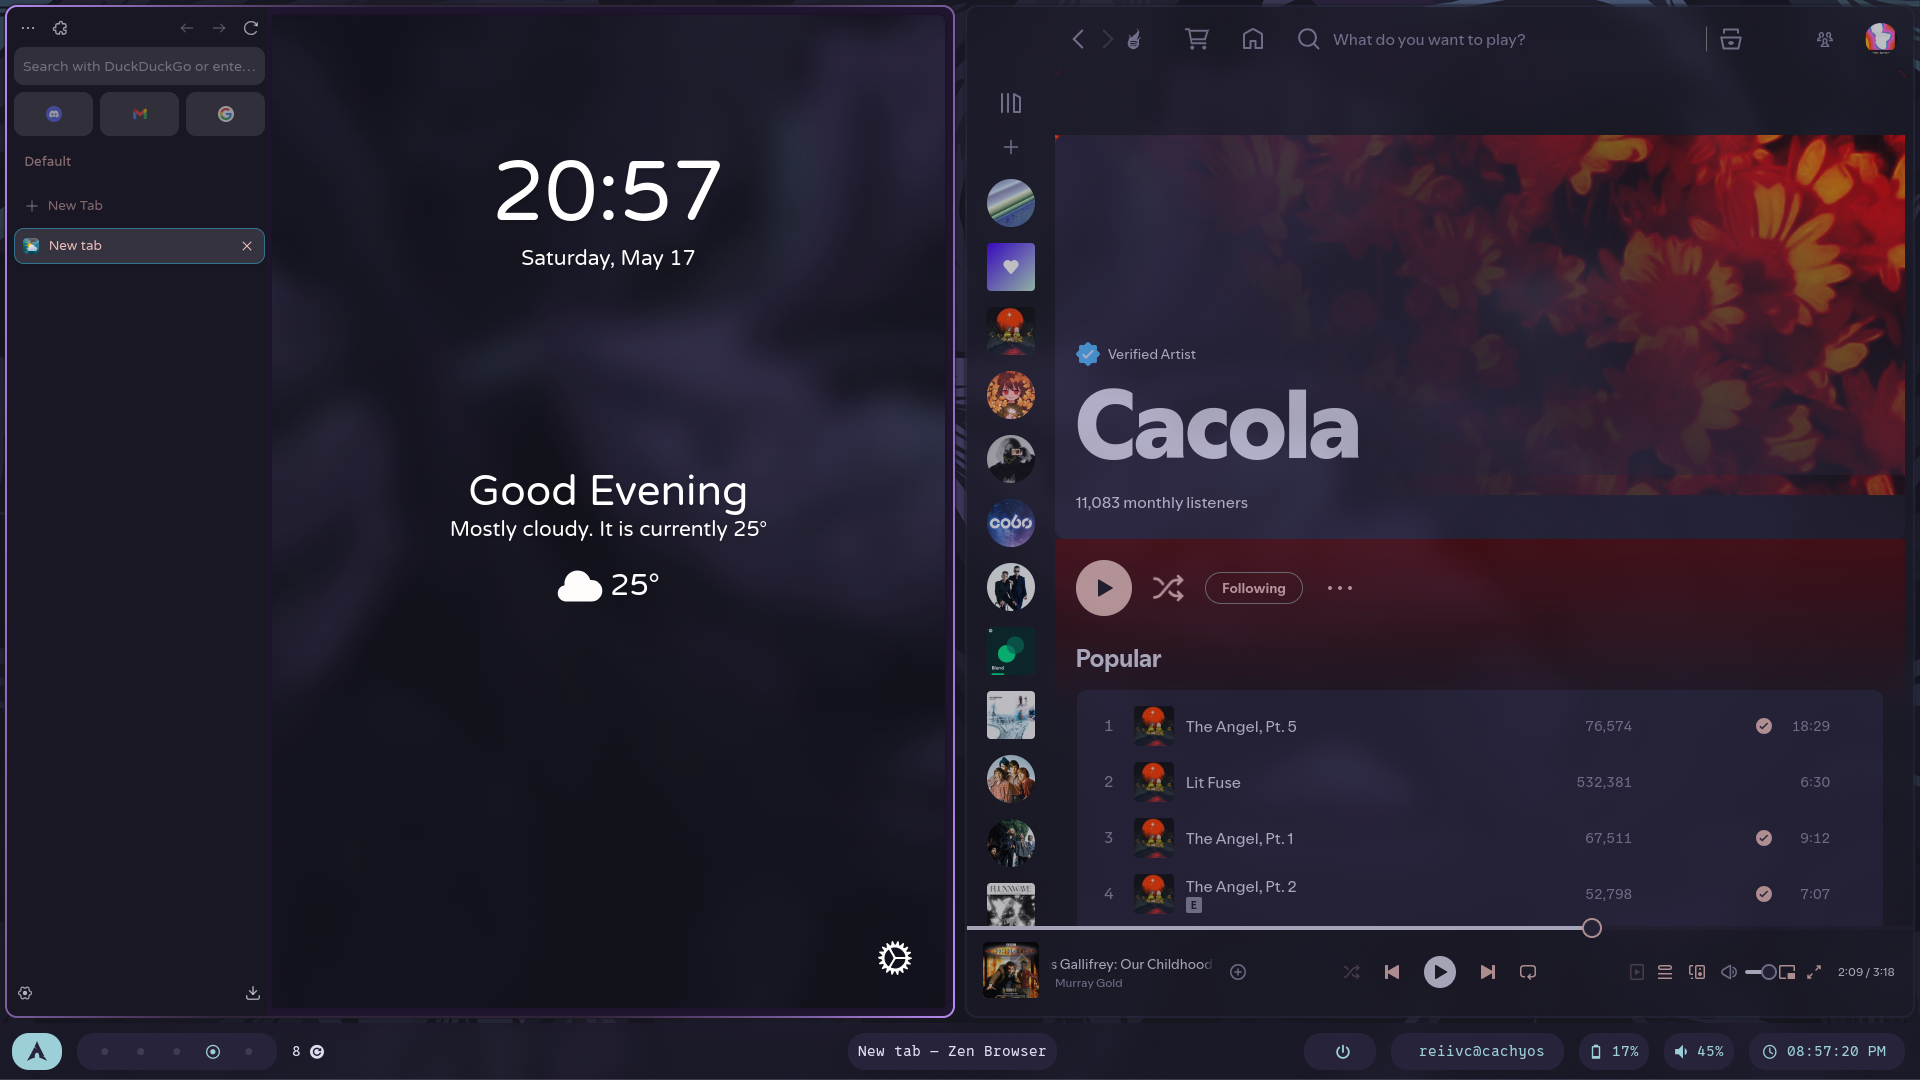 Search with DuckDuckGo or ente...
Default
New Tab
New tab
20:57
Saturday, May 17
Good Evening
Mostly cloudy. It is currently 25°
25°
What do you want to play?
cobo
Blend
Verified Artist
Cacola
11,083 monthly listeners
Following
Popular
1 The Angel, Pt. 5 76,574 18:29
2 Lit Fuse 532,381 6:30
3 The Angel, Pt. 1 67,511 9:12
4 The Angel, Pt. 2 52,798 7:07
E
s Gallifrey: Our Childhood
Murray Gold
2:09 / 3:18
8
New tab — Zen Browser
reiivc@cachyos
17%
45%
08:57:20 PM